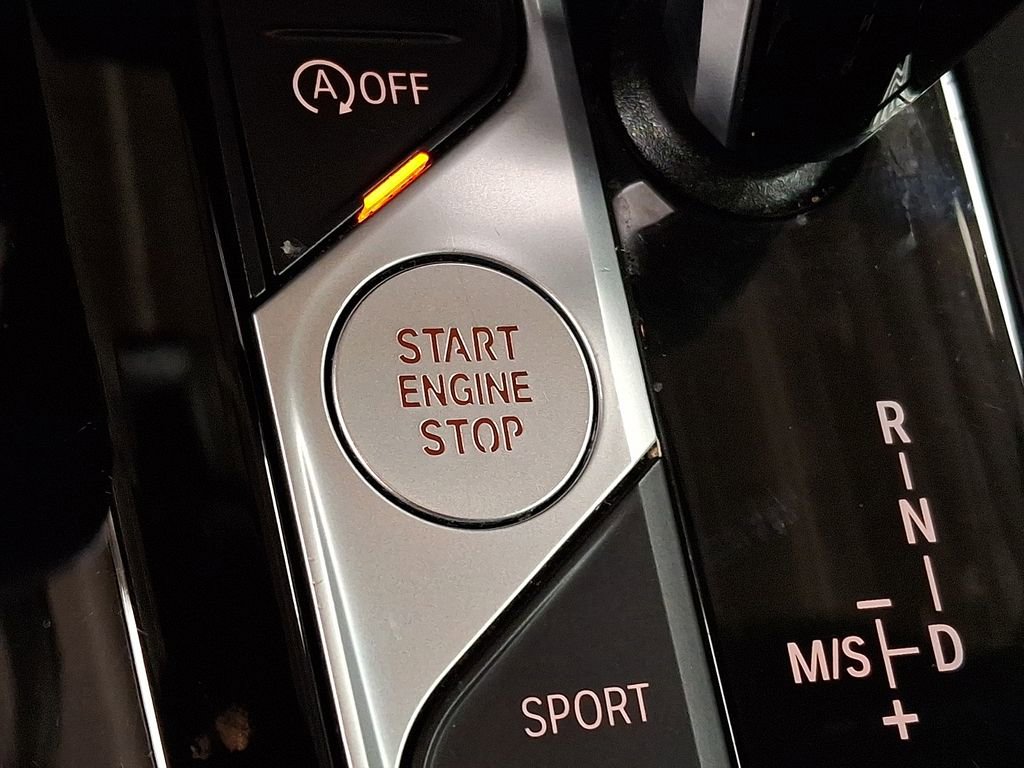 A OFF
START
ENGINE
STOP
SPORT
R
N
M/S D
+